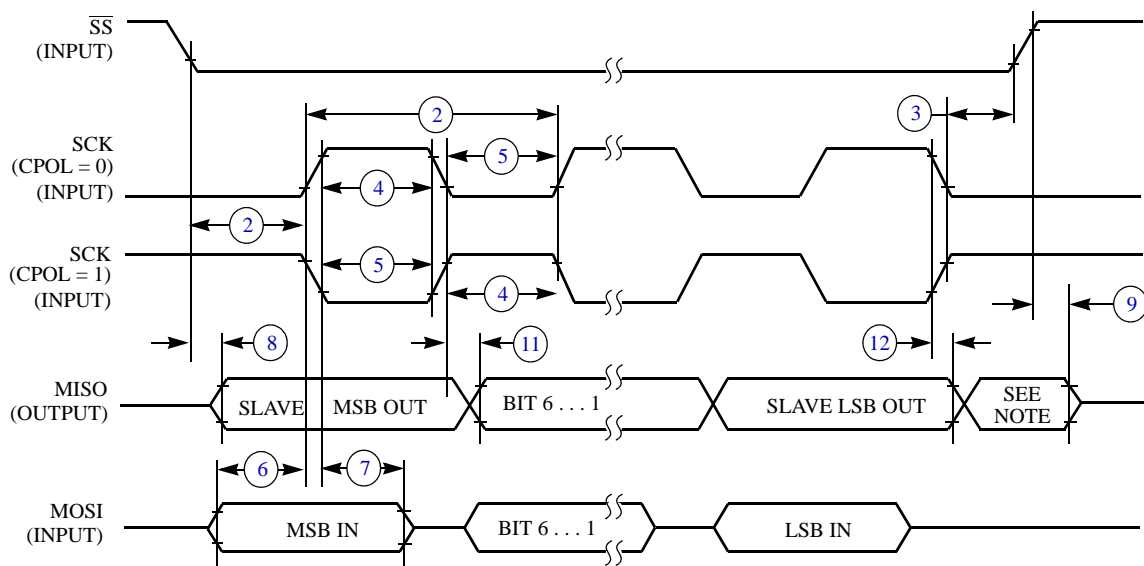 SS
(INPUT)
2
3
SCK
(CPOL = 0)
(INPUT)
5
4
2
SCK
(CPOL = 1)
(INPUT)
5
4
9
8
11
12
MISO
(OUTPUT)
SLAVE
MSB OUT
BIT 6 . . . 1
SLAVE LSB OUT
SEE
NOTE
6
7
MOSI
(INPUT)
MSB IN
BIT 6 . . . 1
LSB IN